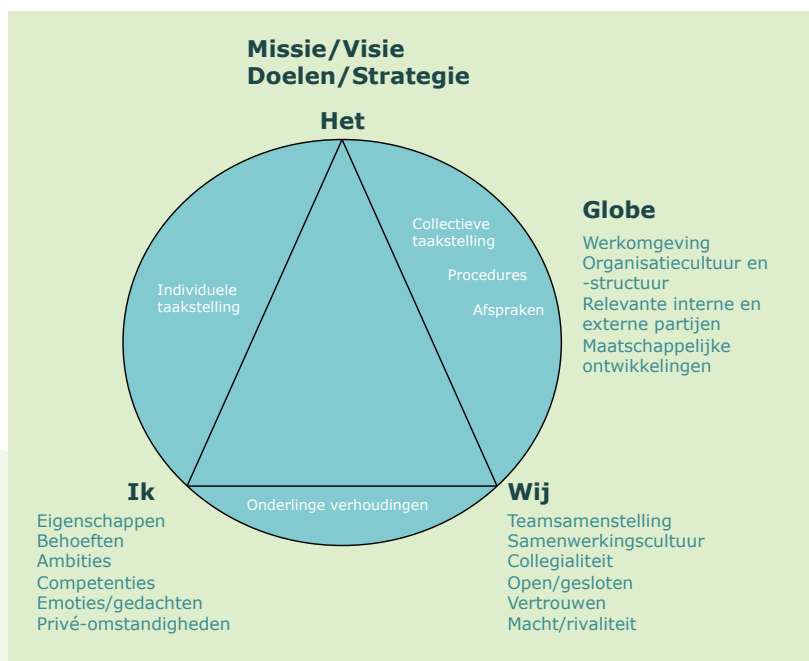 Missie/Visie
Doelen/Strategie
Het
Collectieve
taakstelling
Procedures
Afspraken
Individuele
taakstelling
Globe
Werkomgeving
Organisatiecultuur en
-structuur
Relevante interne en
externe partijen
Maatschappelijke
ontwikkelingen
Ik
Eigenschappen
Behoeften
Ambities
Competenties
Emoties/gedachten
Privé-omstandigheden
Onderlinge verhoudingen
Wij
Teamsamenstelling
Samenwerkingscultuur
Collegialiteit
Open/gesloten
Vertrouwen
Macht/rivaliteit